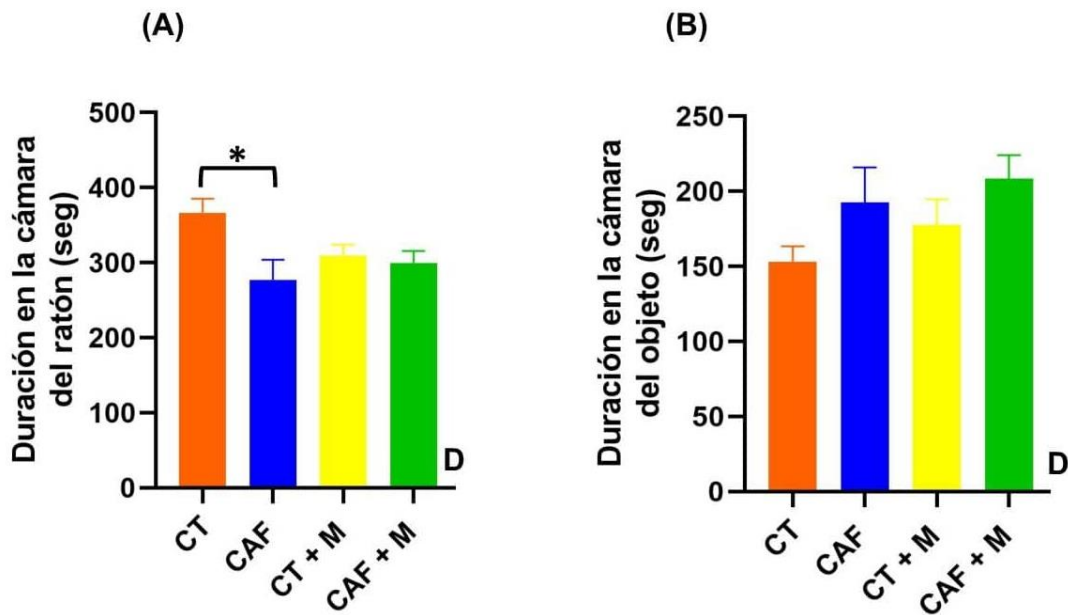 (A)
Duración en la cámara
del ratón (seg)
500
400
300
200
100
0
*
D
CT
CAF
CT + M
CAF + M
(B)
Duración en la cámara
del objeto (seg)
250
200
150
100
50
0
D
CT
CAF
CT + M
CAF + M